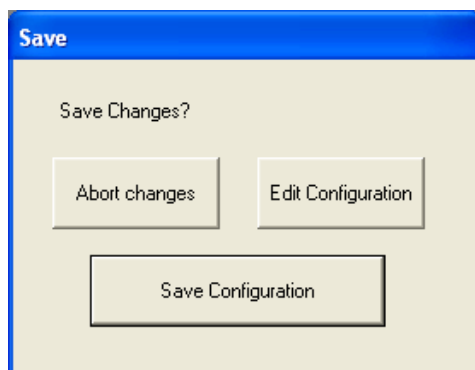 Save
Save Changes?
Abort changes
Edit Configuration
Save Configuration